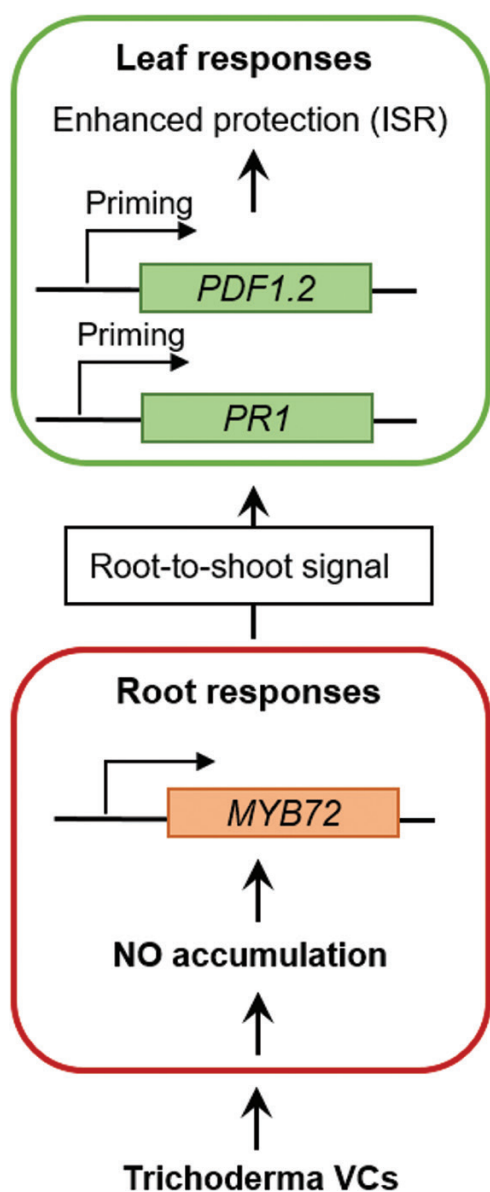 Leaf responses
Enhanced protection (ISR)
Priming
PDF1.2
Priming
PR1
Root-to-shoot signal
Root responses
MYB72
NO accumulation
Trichoderma VCs